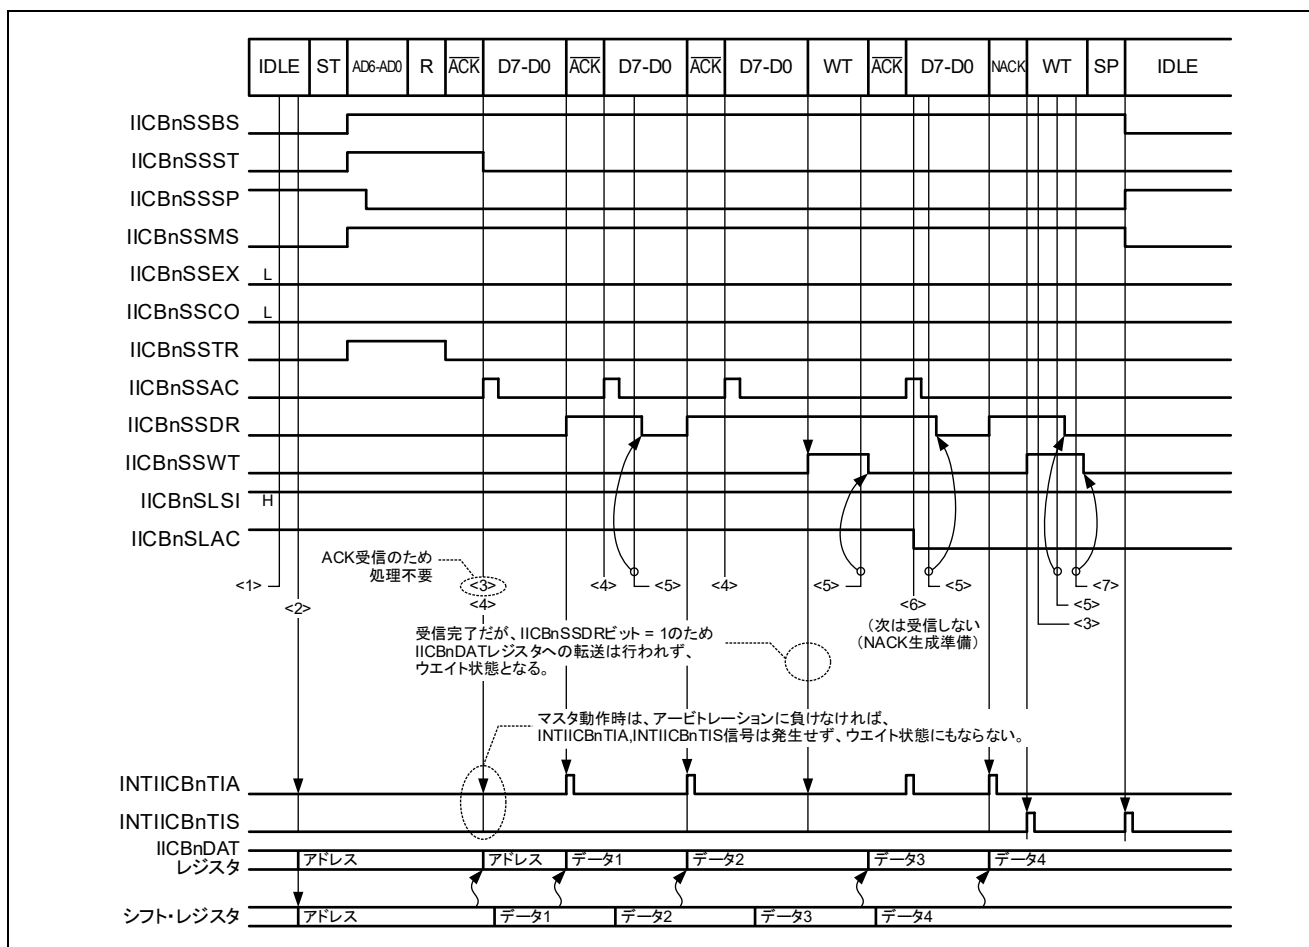 IDLE ST AD6-AD0 R ACK D7-D0 ACK D7-D0 ACK D7-D0 WT ACK D7-D0 NACK WT SP IDLE
IICBnSSBS
IICBnSSST
IICBnSSSP
IICBnSSMS
IICBnSSEX L
IICBnSSCO L
IICBnSSTR
IICBnSSAC
IICBnSSDR
IICBnSSWT
IICBnSLSI H
IICBnSLAC
ACK受信のため
処理不要
<1> <3> <4> <5> <4> <5> <5> <7>
<2> <4> <6> <5>
<3>
(次は受信しない
(NACK生成準備)
受信完了だが、IICBnSSDRビット = 1のため
IICBnDATレジスタへの転送は行われず、
ウエイト状態となる。
マスタ動作時は、アービトレーションに負けなければ、
INTIICBnTIA,INTIICBnTIS信号は発生せず、ウエイト状態にもならない。
INTIICBnTIA
INTIICBnTIS
IICBnDAT
レジスタ アドレス アドレス データ1 データ2 データ3 データ4
シフト・レジスタ アドレス データ1 データ2 データ3 データ4